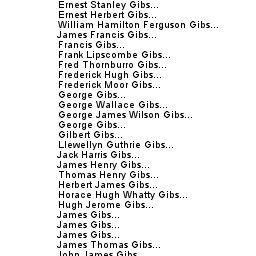 Ernest Stanley Gibs...
Ernest Herbert Gibs...
William Hamilton Ferguson Gibs...
James Francis Gibs...
Francis Gibs...
Frank Lipscombe Gibs...
Fred Thornburro Gibs...
Frederick Hugh Gibs...
Frederick Moor Gibs...
George Gibs...
George Wallace Gibs...
George James Wilson Gibs...
George Gibs...
Gilbert Gibs...
Llewellyn Guthrie Gibs...
Jack Harris Gibs...
James Henry Gibs...
Thomas Henry Gibs...
Herbert James Gibs...
Horace Hugh Whatty Gibs...
Hugh Jerome Gibs...
James Gibs...
James Gibs...
James Gibs...
James Thomas Gibs...
John James Gibs